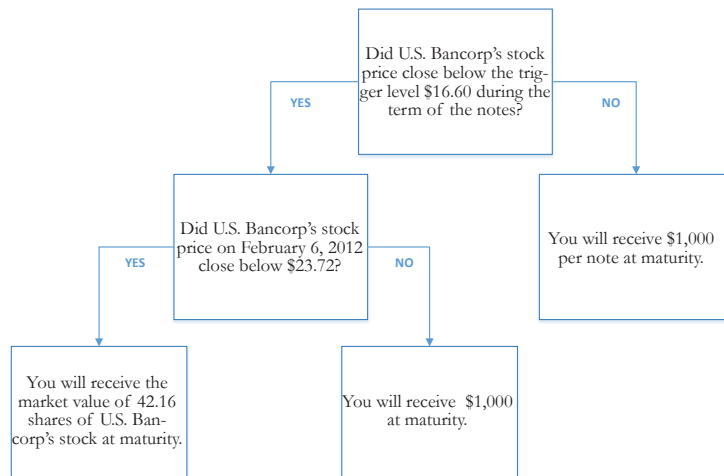 Did U.S. Bancorp's stock
price close below the trig-
ger level $16.60 during the
term of the notes?
YES
NO
Did U.S. Bancorp's stock
price on February 6, 2012
close below $23.72?
You will receive $1,000
per note at maturity.
YES
NO
You will receive the
market value of 42.16
shares of U.S. Ban-
corp's stock at maturity.
You will receive $1,000
at maturity.